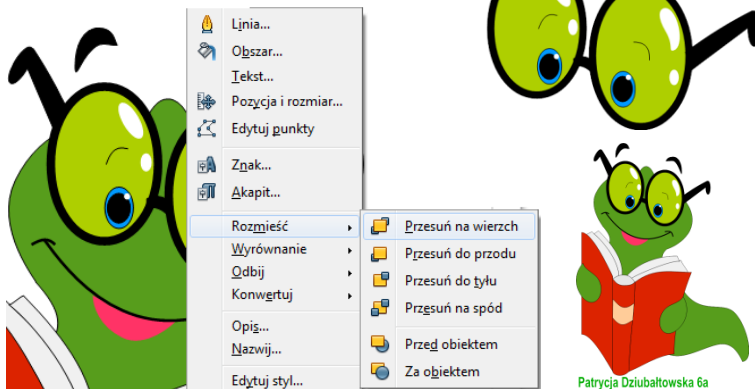 Linia...
Obszar...
Tekst...
Pozycja i rozmiar...
Edytuj punkty
Znak...
Akapit...
Rozmieść
Wyrównanie
Odbij
Konwertuj
Opis...
Nazwij...
Edytuj styl...
Przesuń na wierzch
Przesuń do przodu
Przesuń do tyłu
Przesuń na spód
Przed obiektem
Za obiektem
Patrycja Dziubałtowska 6a